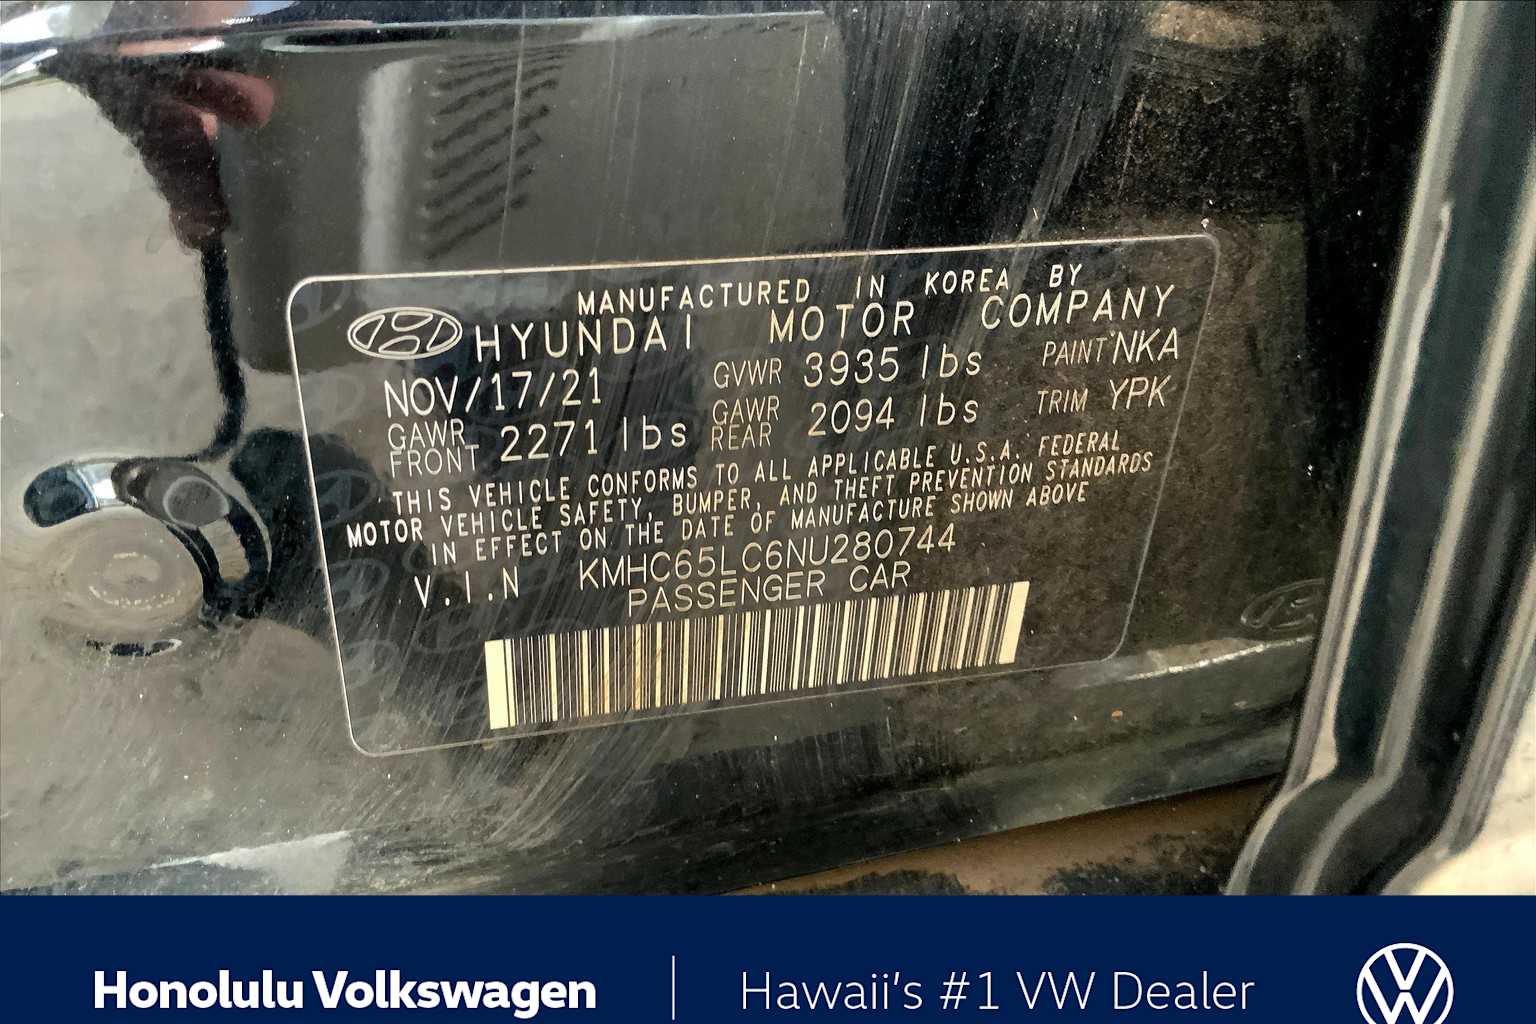 MANUFACTURED IN KOREA BY
HYUNDAI MOTOR COMPANY
NOV/17/21 GVWR 3935 lbs PAINT NKA
GAWR FRONT 2271 lbs GAWR REAR 2094 lbs TRIM YPK
THIS VEHICLE CONFORMS TO ALL APPLICABLE U.S.A. FEDERAL
MOTOR VEHICLE SAFETY, BUMPER, AND THEFT PREVENTION STANDARDS
IN EFFECT ON THE DATE OF MANUFACTURE SHOWN ABOVE
V.I.N KMHC65LC6NU280744
PASSENGER CAR
Honolulu Volkswagen | Hawaii's #1 VW Dealer